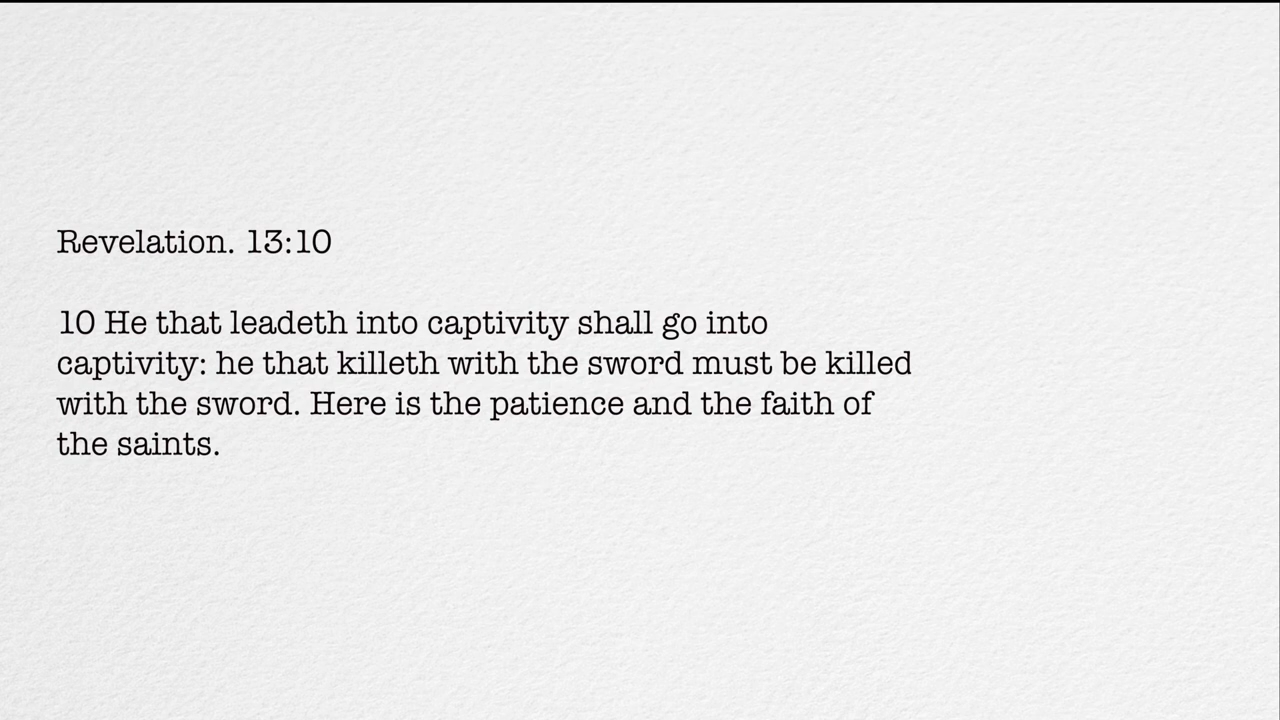 Revelation. 13:10
10 He that leadeth into captivity shall go into
captivity: he that killeth with the sword must be killed
with the sword. Here is the patience and the faith of
the saints.